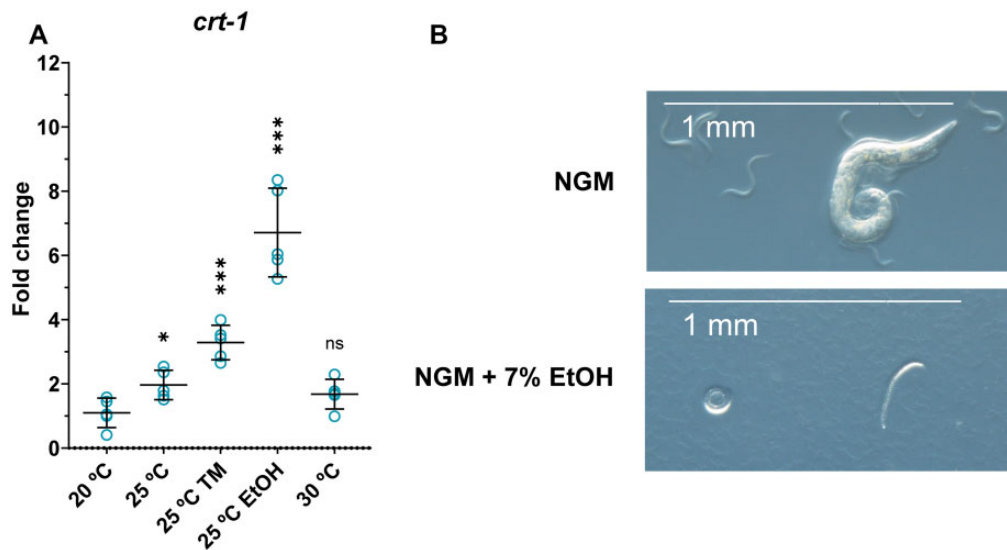 A
crt-1
B
Fold change
12
10
8
6
4
2
0
*
***
***
ns
20 ºC
25 ºC
25 ºC TM
25 ºC EtOH
30 ºC
NGM
1 mm
NGM + 7% EtOH
1 mm